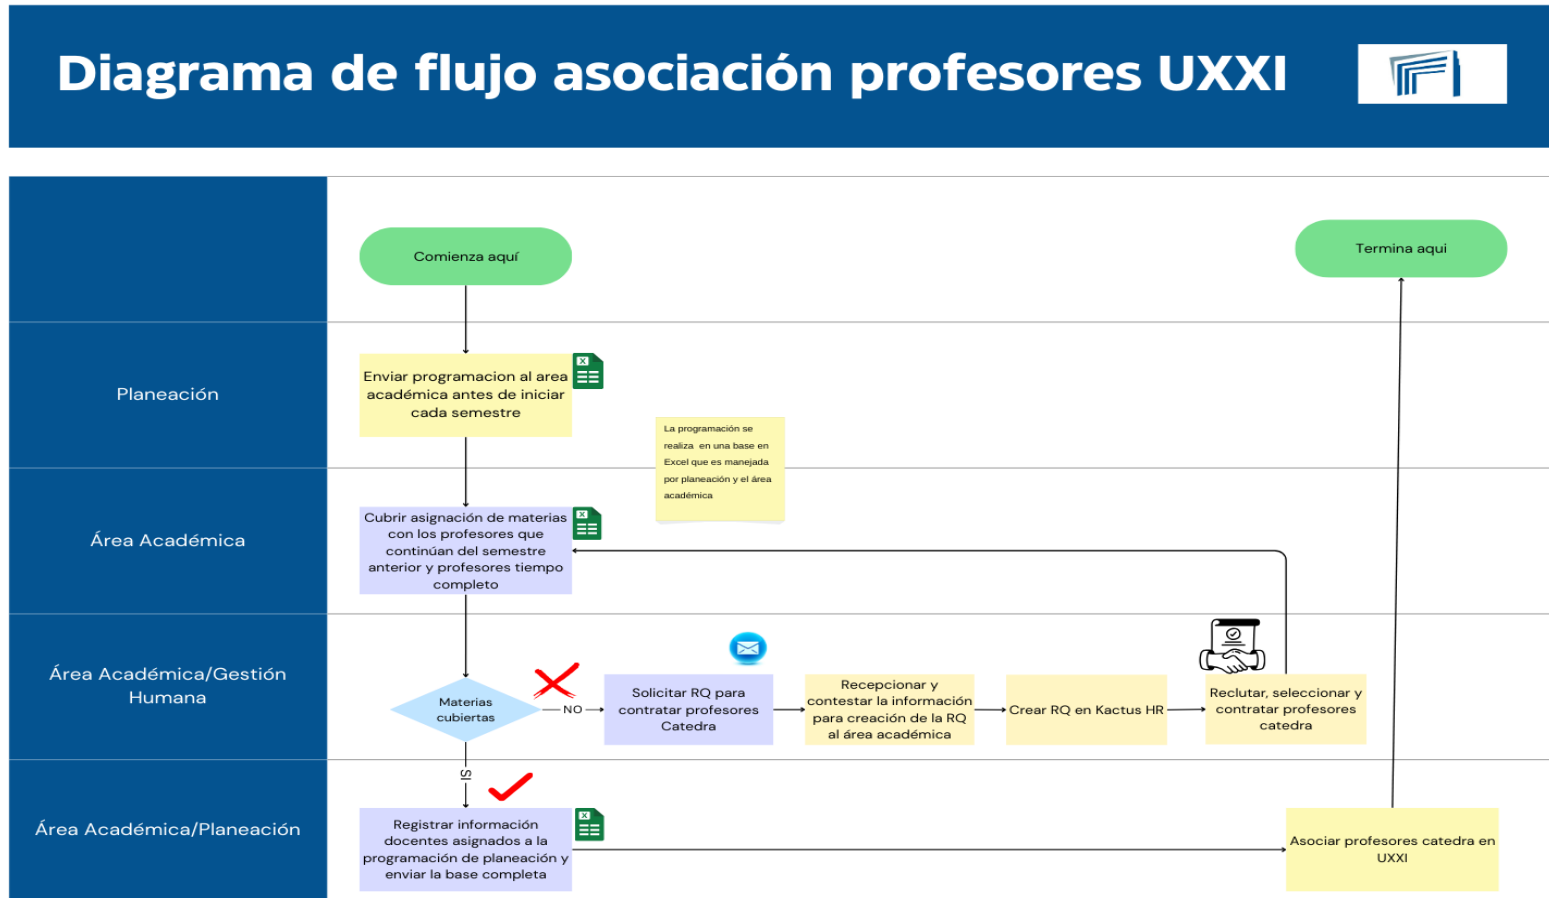 Diagrama de flujo asociación profesores UXXI
Comienza aquí
Termina aqui
Planeación
Enviar programacion al area
académica antes de iniciar
cada semestre
X
La programación se
realiza en una base en
Excel que es manejada
por planeación y el área
académica
Área Académica
Cubrir asignación de materias
con los profesores que
continúan del semestre
anterior y profesores tiempo
completo
X
Área Académica/Gestión
Humana
Materias
cubiertas
NO
Solicitar RQ para
contratar profesores
Catedra
Recepcionar y
contestar la información
para creación de la RQ
al área académica
Crear RQ en Kactus HR
Reclutar, seleccionar y
contratar profesores
catedra
SI
Área Académica/Planeación
Registrar información
docentes asignados a la
programación de planeación y
enviar la base completa
X
Asociar profesores catedra en
UXXI